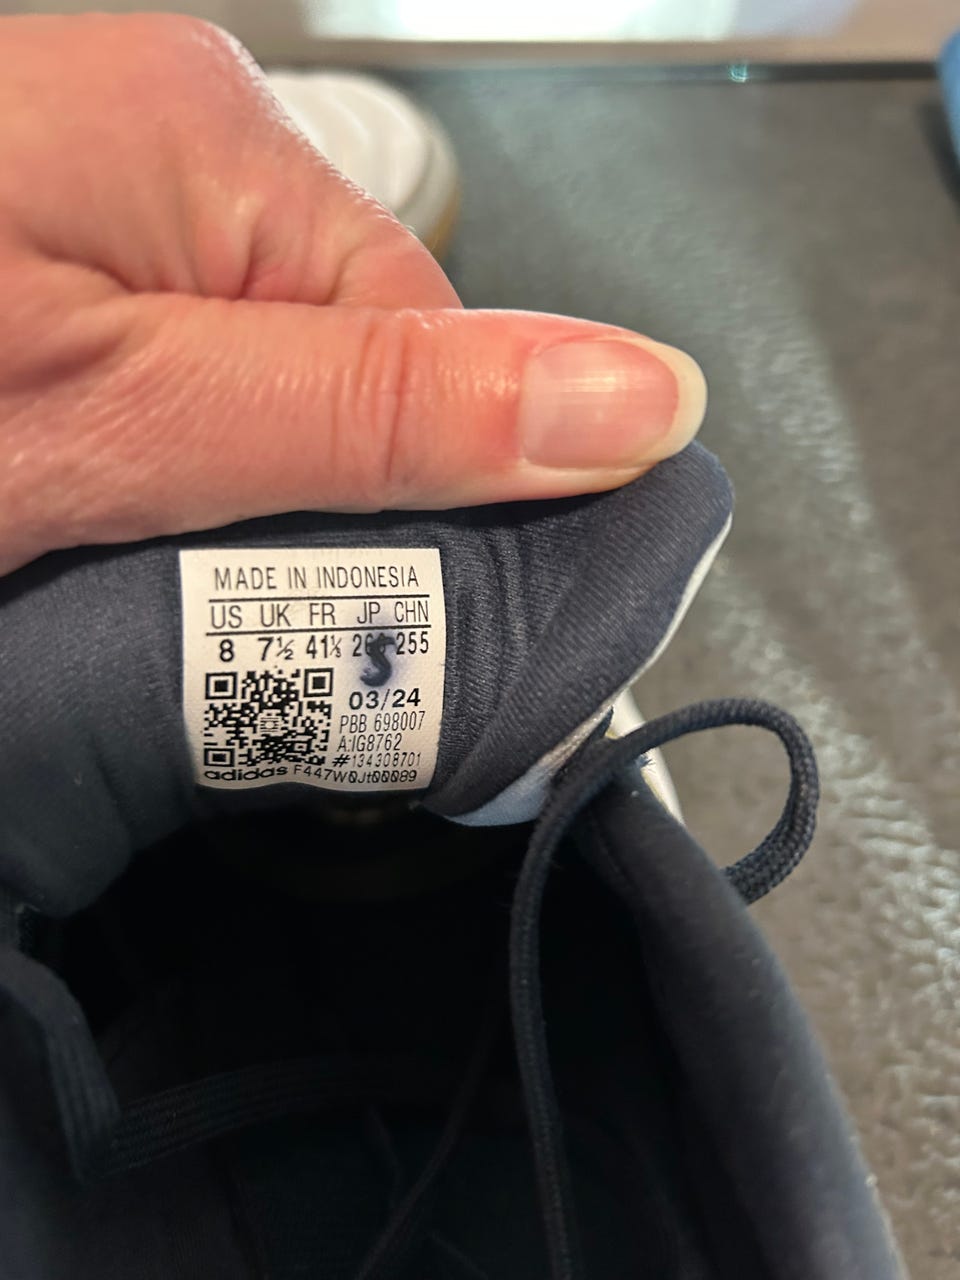 MADE IN INDONESIA
US UK FR JP CHN
8 7½ 41⅓ 255
S
03/24
PBB 698007
A:IG8762
#134308701
adidas F447W0Jt00089